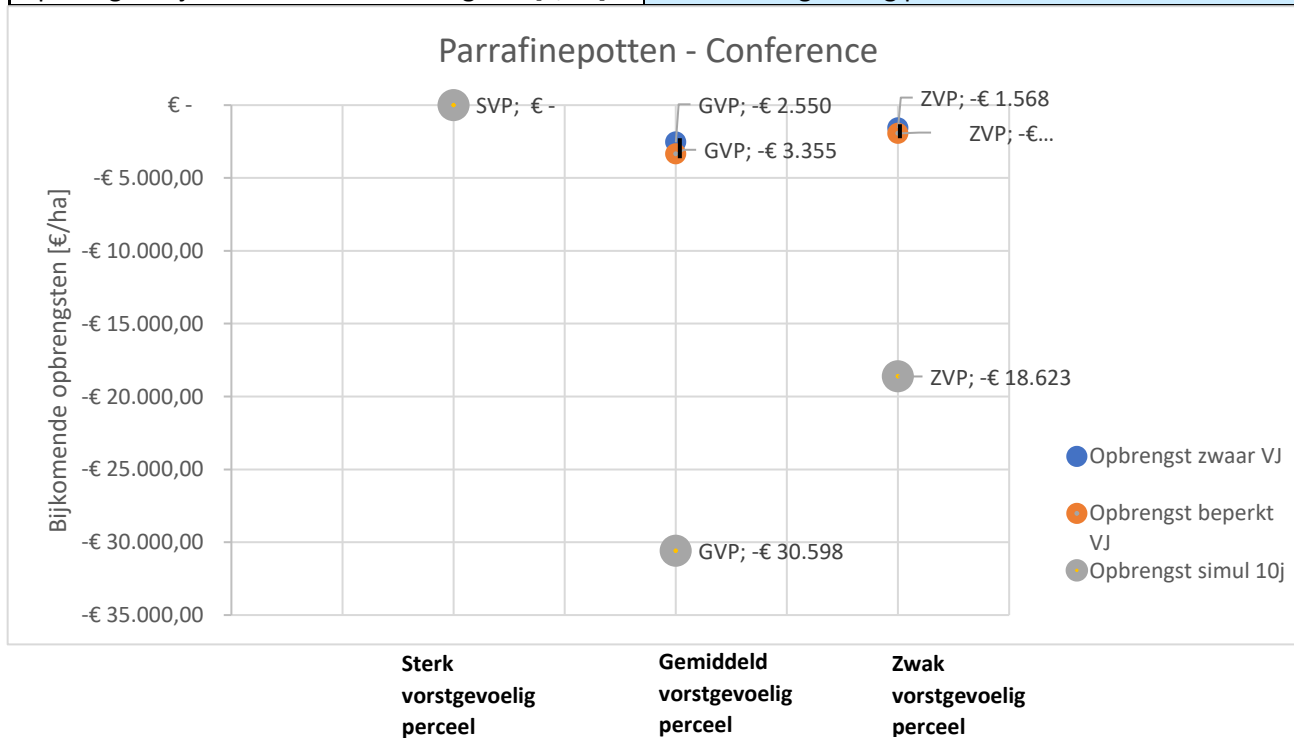 Parrafinepotten - Conference
€ -
-€ 5.000,00
-€ 10.000,00
-€ 15.000,00
-€ 20.000,00
-€ 25.000,00
-€ 30.000,00
-€ 35.000,00
Bijkomende opbrengsten [€/ha]
SVP; € -
GVP; -€ 2.550
GVP; -€ 3.355
ZVP; -€ 1.568
ZVP; -€...
ZVP; -€ 18.623
GVP; -€ 30.598
Opbrengst zwaar VJ
Opbrengst beperkt
VJ
Opbrengst simul 10j
Sterk
vorstgevoelig
perceel
Gemiddeld
vorstgevoelig
perceel
Zwak
vorstgevoelig
perceel